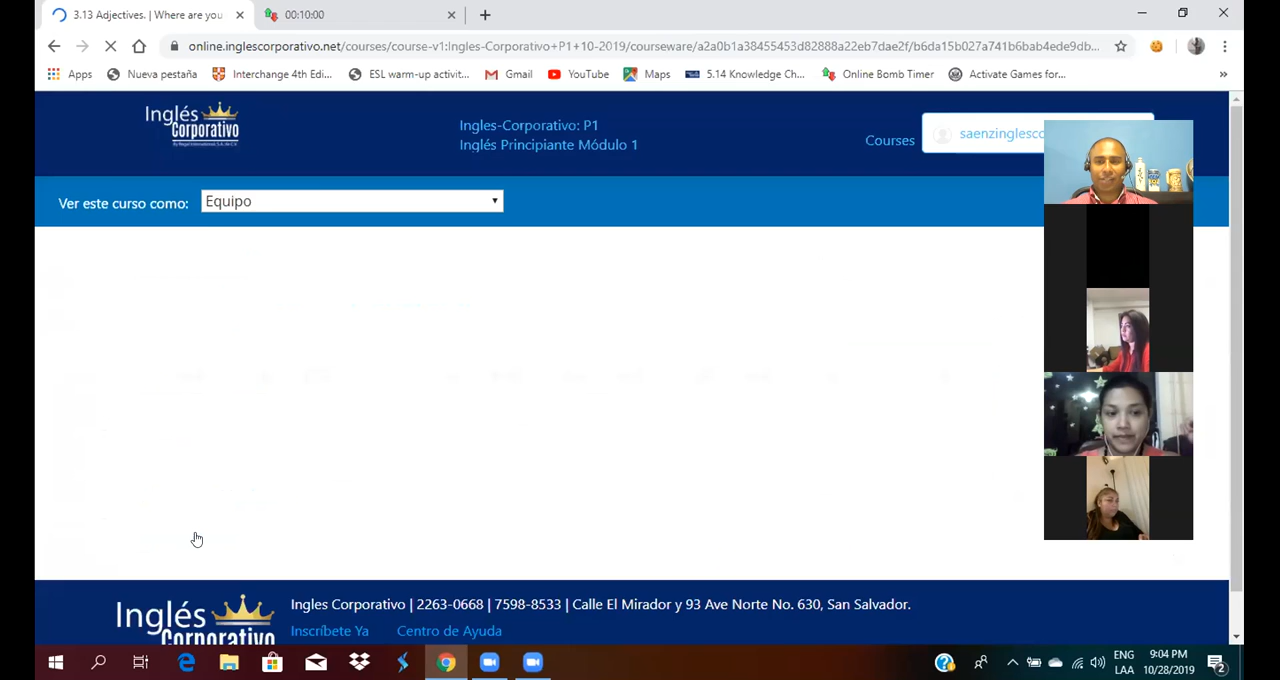 3.13 Adjectives. | Where are you
00:10:00
online.inglescorporativo.net/courses/course-v1:Ingles-Corporativo+P1+10-2019/courseware/a2a0b1a38455453d82888a22eb7dae2f/b6da15b027a741b6bab4ede9db...
Apps
Nueva pestaña
Interchange 4th Edi...
ESL warm-up activit...
Gmail
YouTube
Maps
5.14 Knowledge Ch...
Online Bomb Timer
Activate Games for...
»
Inglés
Corporativo
Ingles-Corporativo: P1
Inglés Principiante Módulo 1
Courses
saenzinglesco
Ver este curso como:
Equipo
Inglés
Corporativo
Ingles Corporativo | 2263-0668 | 7598-8533 | Calle El Mirador y 93 Ave Norte No. 630, San Salvador.
Inscríbete Ya
Centro de Ayuda
ENG
LAA
9:04 PM
10/28/2019
2